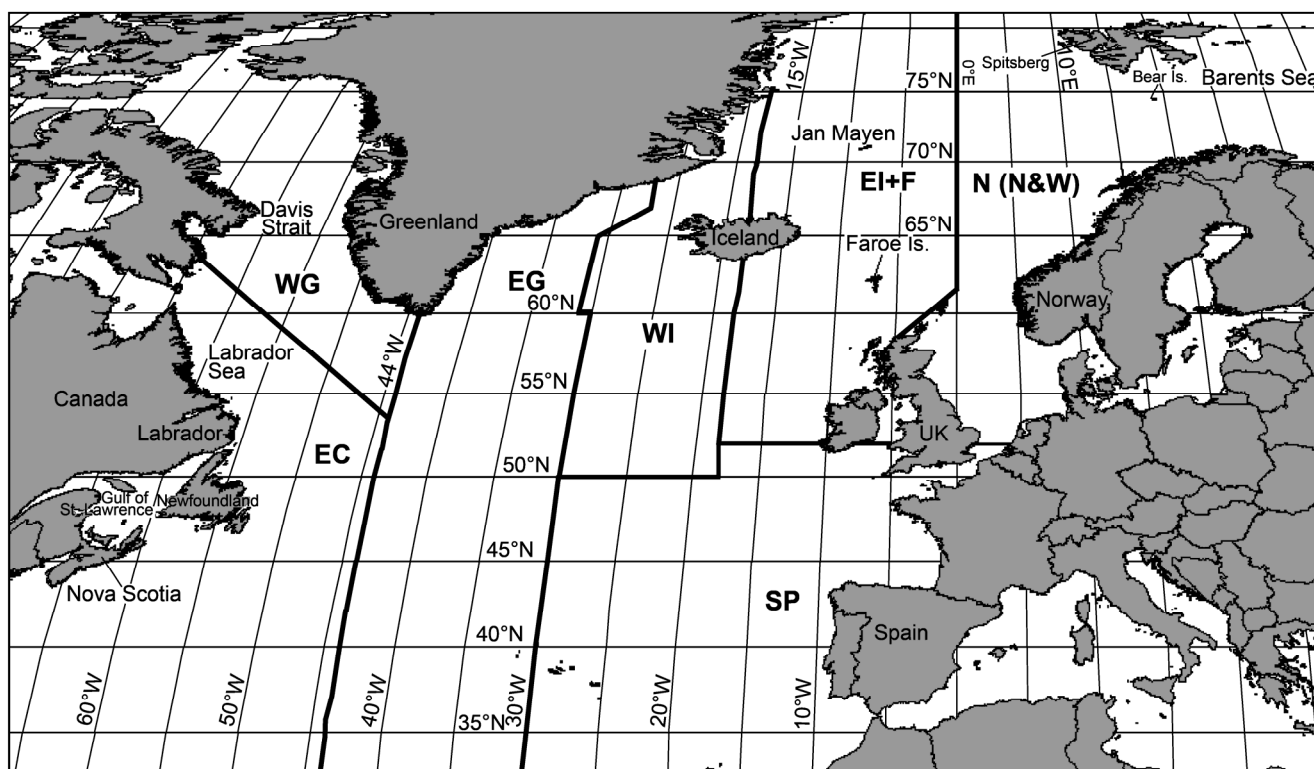 15°W
0°E
10°E
Spitsberg
Bear Is.
Barents Sea
75°N
Jan Mayen
70°N
EI+F
N (N&W)
Davis
Strait
Greenland
Iceland
65°N
Faroe Is.
WG
EG
60°N
WI
Norway
Labrador
Sea
44°W
55°N
Canada
Labrador
EC
UK
50°N
Gulf of
St. Lawrence
Newfoundland
45°N
Nova Scotia
SP
40°N
Spain
60°W
50°W
40°W
35°N
30°W
20°W
10°W